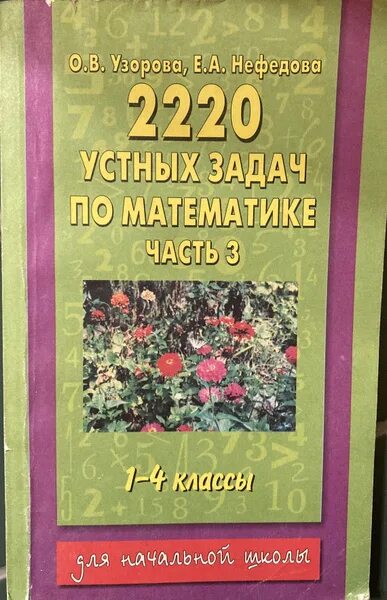 О.В. Узорова, Е.А. Нефедова
2220
УСТНЫХ ЗАДАЧ
ПО МАТЕМАТИКЕ
ЧАСТЬ 3
1–4 классы
для начальной школы